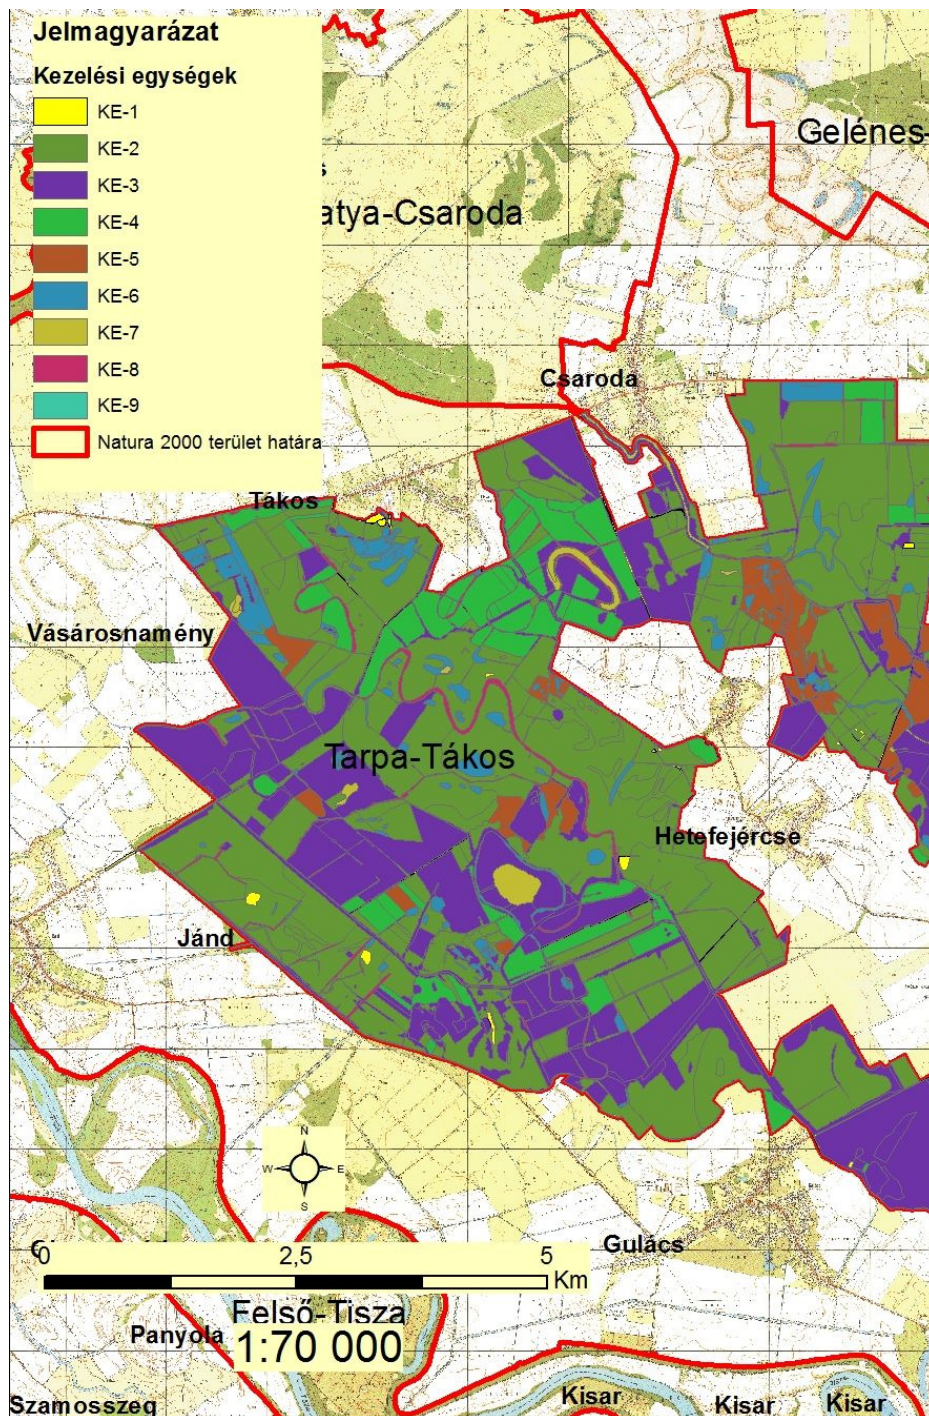 Jelmagyarázat
Kezelési egységek
KE-1
KE-2
KE-3
KE-4
KE-5
KE-6
KE-7
KE-8
KE-9
Natura 2000 terület határa
Gelénes-
atya-Csaroda
Csaroda
Tákos
Vásárosnamény
Tarpa-Tákos
Hetefejércse
Jánd
N
W
E
S
Gulács
0
2,5
5
Km
Felső-Tisza
Panyola
1:70 000
Szamosszeg
Kisar
Kisar
Kisar